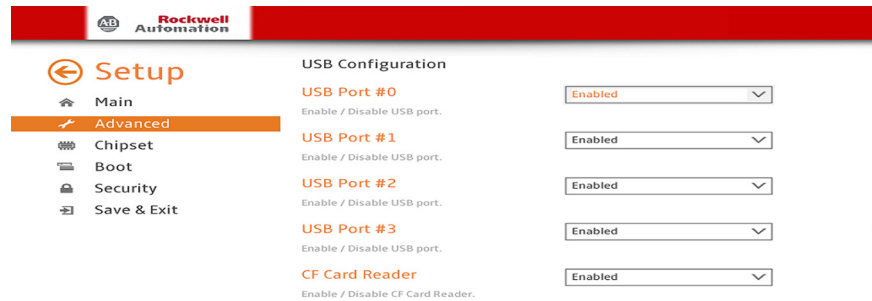 AB
Rockwell
Automation
Setup
Main
Advanced
Chipset
Boot
Security
Save & Exit
USB Configuration
USB Port #0
Enabled
Enable / Disable USB port.
USB Port #1
Enabled
Enable / Disable USB port.
USB Port #2
Enabled
Enable / Disable USB port.
USB Port #3
Enabled
Enable / Disable USB port.
CF Card Reader
Enabled
Enable / Disable CF Card Reader.